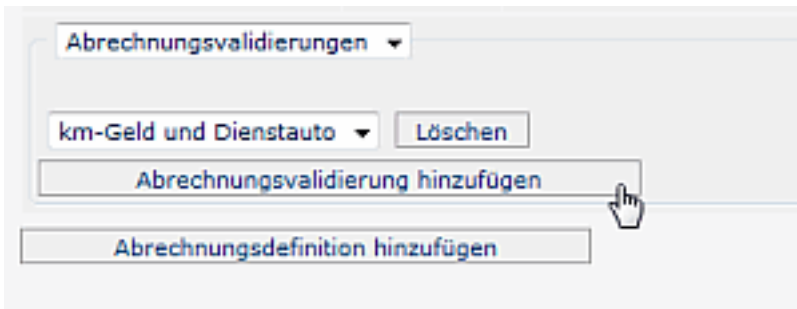 Abrechnungsvalidierungen
km-Geld und Dienstauto Löschen
Abrechnungsvalidierung hinzufügen
Abrechnungsdefinition hinzufügen